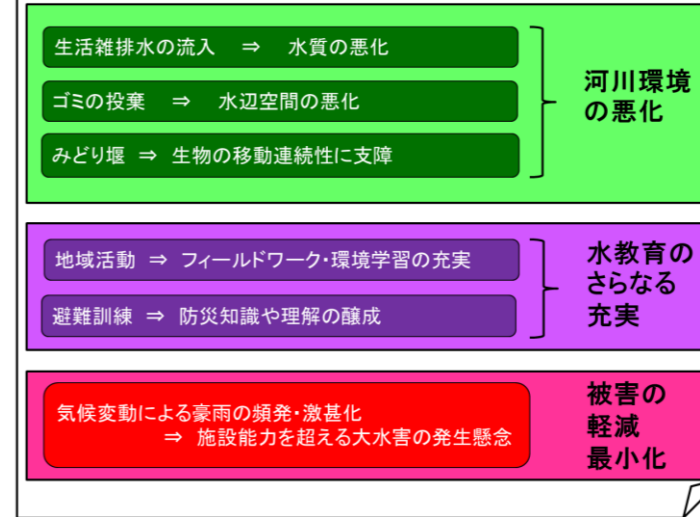 生活雑排水の流入 ⇒ 水質の悪化
ゴミの投棄 ⇒ 水辺空間の悪化
みどり堰 ⇒ 生物の移動連続性に支障
河川環境
の悪化
地域活動 ⇒ フィールドワーク・環境学習の充実
避難訓練 ⇒ 防災知識や理解の醸成
水教育の
さらなる
充実
気候変動による豪雨の頻発・激甚化
⇒ 施設能力を超える大水害の発生懸念
被害の
軽減
最小化